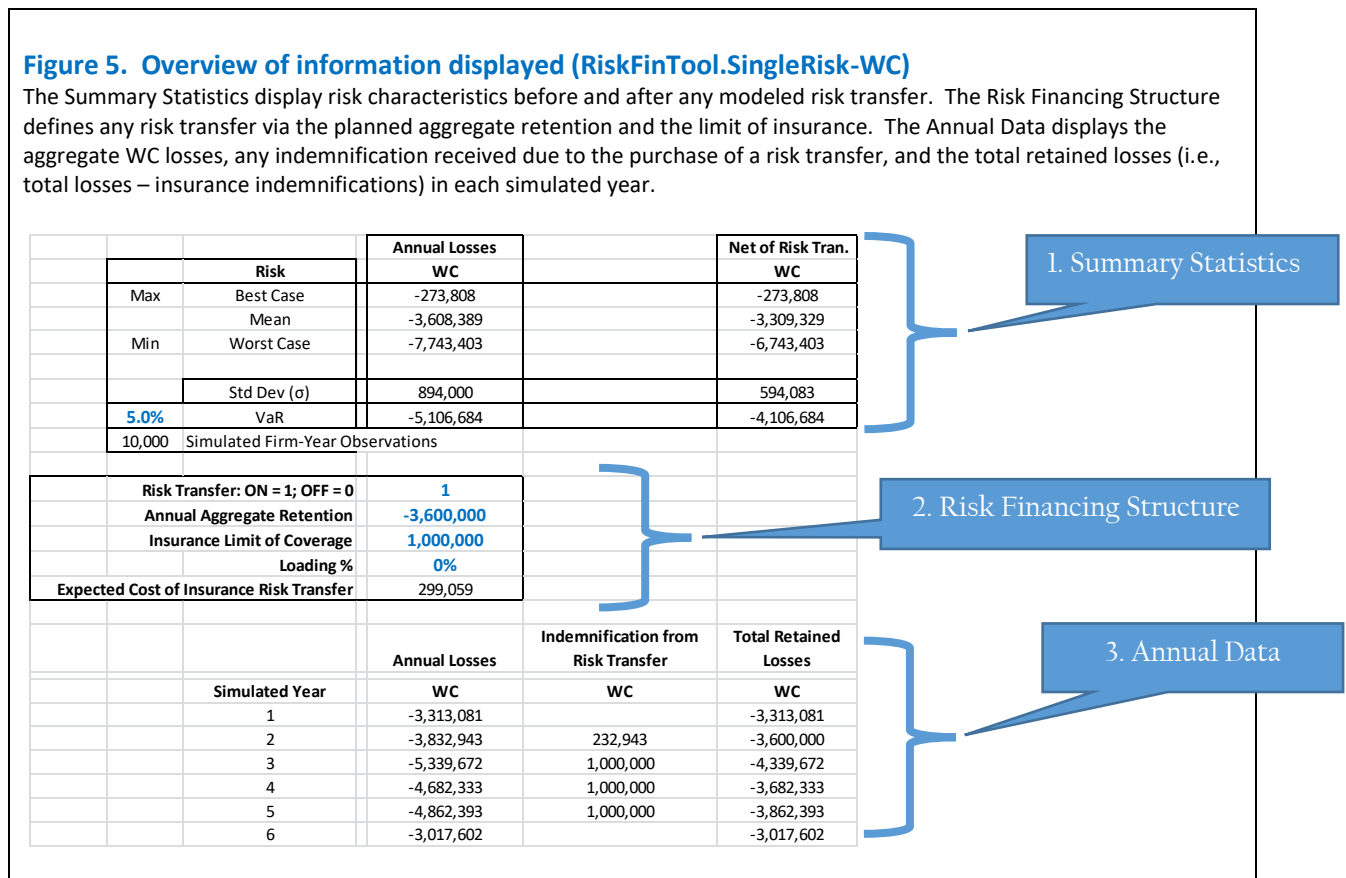 Figure 5. Overview of information displayed (RiskFinTool.SingleRisk-WC)
The Summary Statistics display risk characteristics before and after any modeled risk transfer. The Risk Financing Structure
defines any risk transfer via the planned aggregate retention and the limit of insurance. The Annual Data displays the
aggregate WC losses, any indemnification received due to the purchase of a risk transfer, and the total retained losses (i.e.,
total losses – insurance indemnifications) in each simulated year.
Annual Losses Net of Risk Tran.
Risk WC WC
Max Best Case -273,808 -273,808
Mean -3,608,389 -3,309,329
Min Worst Case -7,743,403 -6,743,403
Std Dev (σ) 894,000 594,083
5.0% VaR -5,106,684 -4,106,684
10,000 Simulated Firm-Year Observations
1. Summary Statistics
Risk Transfer: ON = 1; OFF = 0 1
Annual Aggregate Retention -3,600,000
Insurance Limit of Coverage 1,000,000
Loading % 0%
Expected Cost of Insurance Risk Transfer 299,059
2. Risk Financing Structure
Indemnification from Total Retained
Annual Losses Risk Transfer Losses
Simulated Year WC WC WC
1 -3,313,081 -3,313,081
2 -3,832,943 232,943 -3,600,000
3 -5,339,672 1,000,000 -4,339,672
4 -4,682,333 1,000,000 -3,682,333
5 -4,862,393 1,000,000 -3,862,393
6 -3,017,602 -3,017,602
3. Annual Data